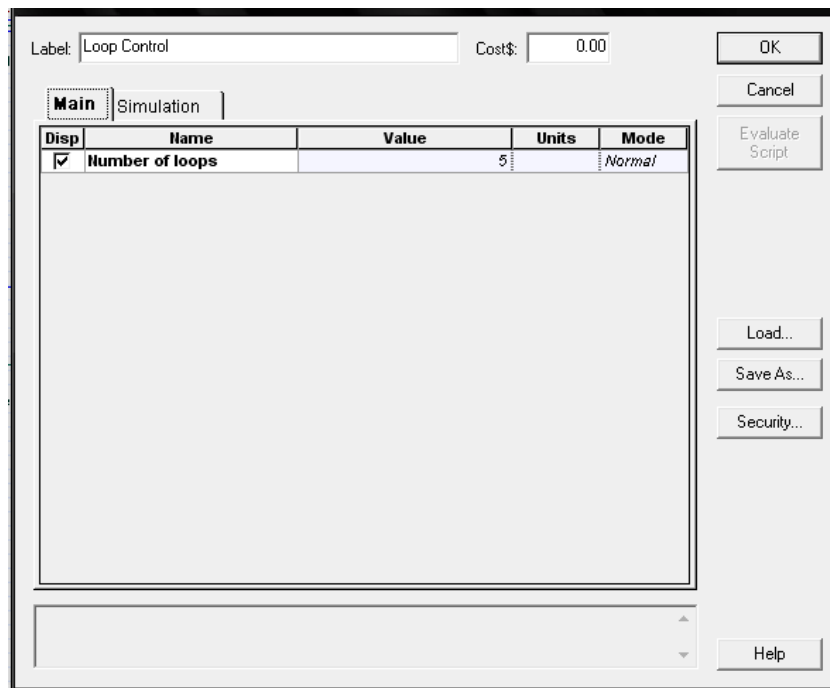 Label: Loop Control Cost$: 0.00
OK
Cancel
Evaluate
Script
Main Simulation
Disp Name Value Units Mode
Number of loops 5 Normal
Load...
Save As...
Security...
Help